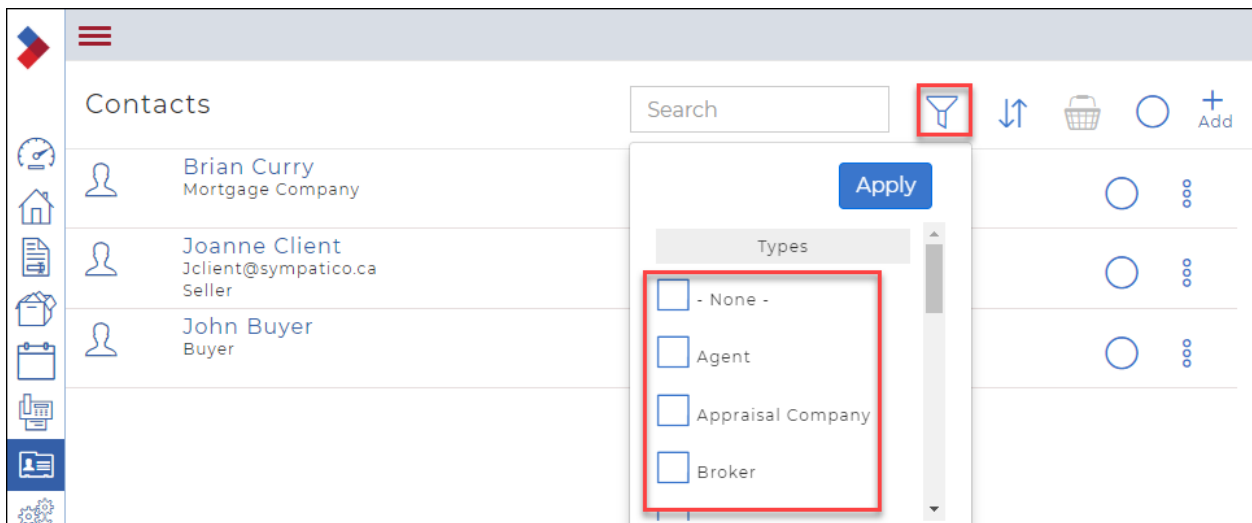 Contacts
Search
Add
Brian Curry
Mortgage Company
Apply
Types
Joanne Client
Jclient@sympatico.ca
Seller
- None -
John Buyer
Buyer
Agent
Appraisal Company
Broker